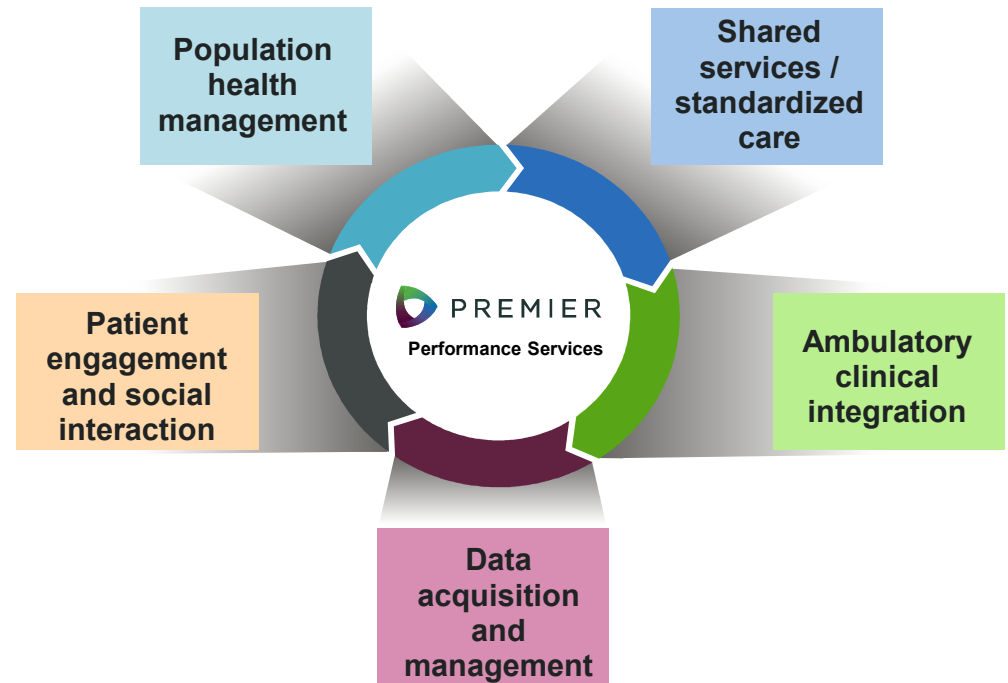 Population
health
management
Shared
services /
standardized
care
PREMIER
Performance Services
Patient
engagement
and social
interaction
Ambulatory
clinical
integration
Data
acquisition
and
management